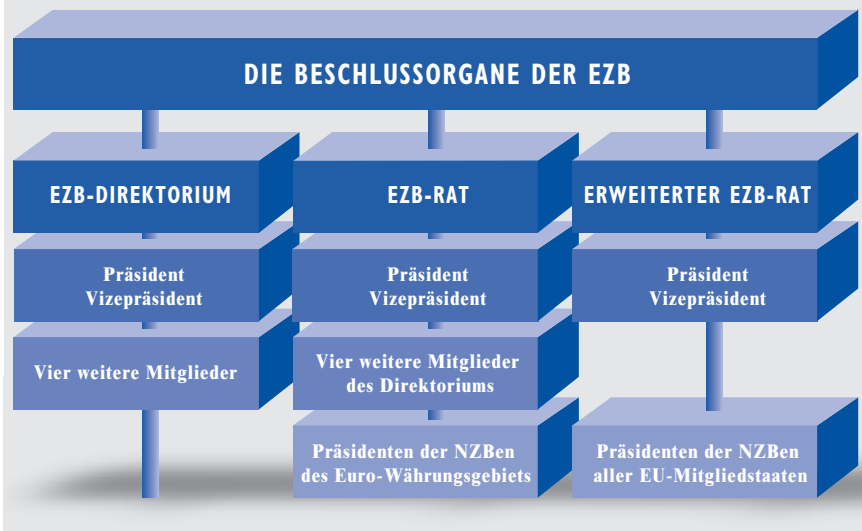 DIE BESCHLUSSORGANE DER EZB
EZB-DIREKTORIUM
Präsident
Vizepräsident
Vier weitere Mitglieder
EZB-RAT
Präsident
Vizepräsident
Vier weitere Mitglieder
des Direktoriums
Präsidenten der NZBen
des Euro-Währungsgebiets
ERWEITERTER EZB-RAT
Präsident
Vizepräsident
Präsidenten der NZBen
aller EU-Mitgliedstaaten